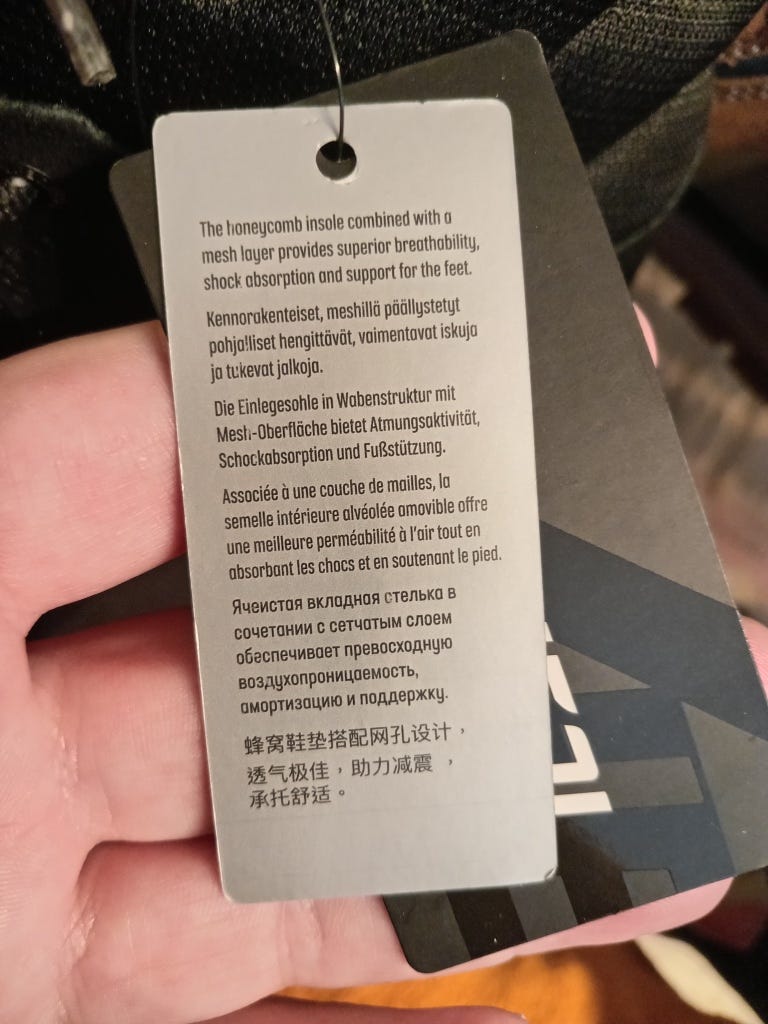 The honeycomb insole combined with a
mesh layer provides superior breathability,
shock absorption and support for the feet.
Kennorakenteiset, meshillä päällystetyt
pohjalliset hengittävät, vaimentavat iskuja
ja tukevat jalkoja.
Die Einlegesohle in Wabenstruktur mit
Mesh-Oberfläche bietet Atmungsaktivität,
Schockabsorption und Fußstützung.
Associée à une couche de mailles, la
semelle intérieure alvéolée amovible offre
une meilleure perméabilité à l'air tout en
absorbant les chocs et en soutenant le pied.
Ячеистая вкладная стелька в
сочетании с сетчатым слоем
обеспечивает превосходную
воздухопроницаемость,
амортизацию и поддержку.
蜂窝鞋垫搭配网孔设计，
透气极佳，助力减震 ，
承托舒适。